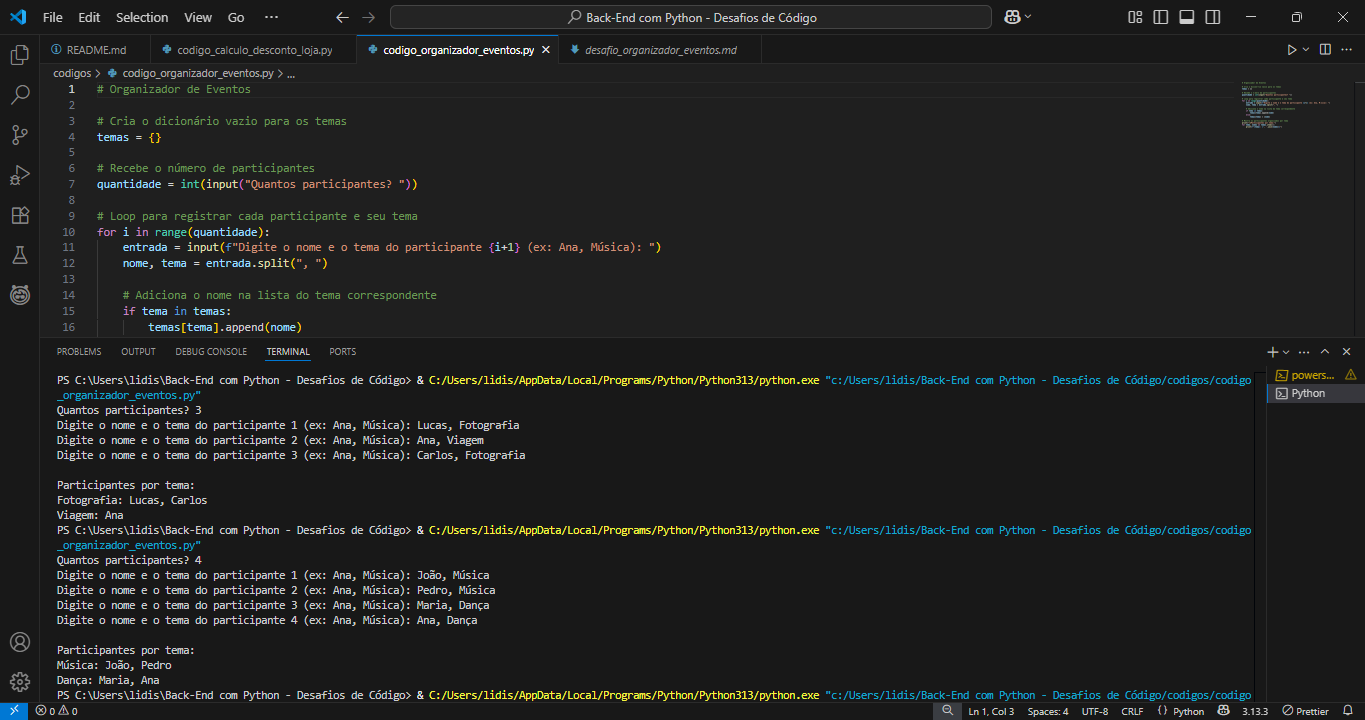 File Edit Selection View Go ··· Back-End com Python - Desafios de Código
README.md codigo_calculo_desconto_loja.py codigo_organizador_eventos.py desafio_organizador_eventos.md
codigos > codigo_organizador_eventos.py > ...
1 # Organizador de Eventos
2
3 # Cria o dicionário vazio para os temas
4 temas = {}
5
6 # Recebe o número de participantes
7 quantidade = int(input("Quantos participantes? "))
8
9 # Loop para registrar cada participante e seu tema
10 for i in range(quantidade):
11 entrada = input(f"Digite o nome e o tema do participante {i+1} (ex: Ana, Música): ")
12 nome, tema = entrada.split(", ")
13
14 # Adiciona o nome na lista do tema correspondente
15 if tema in temas:
16 temas[tema].append(nome)
PROBLEMS OUTPUT DEBUG CONSOLE TERMINAL PORTS
powers...
Python
PS C:\Users\lidis\Back-End com Python - Desafios de Código> & C:/Users/lidis/AppData/Local/Programs/Python/Python313/python.exe "c:/Users/lidis/Back-End com Python - Desafios de Código/codigos/codigo
_organizador_eventos.py"
Quantos participantes? 3
Digite o nome e o tema do participante 1 (ex: Ana, Música): Lucas, Fotografia
Digite o nome e o tema do participante 2 (ex: Ana, Música): Ana, Viagem
Digite o nome e o tema do participante 3 (ex: Ana, Música): Carlos, Fotografia
Participantes por tema:
Fotografia: Lucas, Carlos
Viagem: Ana
PS C:\Users\lidis\Back-End com Python - Desafios de Código> & C:/Users/lidis/AppData/Local/Programs/Python/Python313/python.exe "c:/Users/lidis/Back-End com Python - Desafios de Código/codigos/codigo
_organizador_eventos.py"
Quantos participantes? 4
Digite o nome e o tema do participante 1 (ex: Ana, Música): João, Música
Digite o nome e o tema do participante 2 (ex: Ana, Música): Pedro, Música
Digite o nome e o tema do participante 3 (ex: Ana, Música): Maria, Dança
Digite o nome e o tema do participante 4 (ex: Ana, Música): Ana, Dança
Participantes por tema:
Música: João, Pedro
Dança: Maria, Ana
PS C:\Users\lidis\Back-End com Python - Desafios de Código> & C:/Users/lidis/AppData/Local/Programs/Python/Python313/python.exe "c:/Users/lidis/Back-End com Python - Desafios de Código/codigos/codigo
0 0 Ln 1, Col 3 Spaces: 4 UTF-8 CRLF {} Python 3.13.3 Prettier